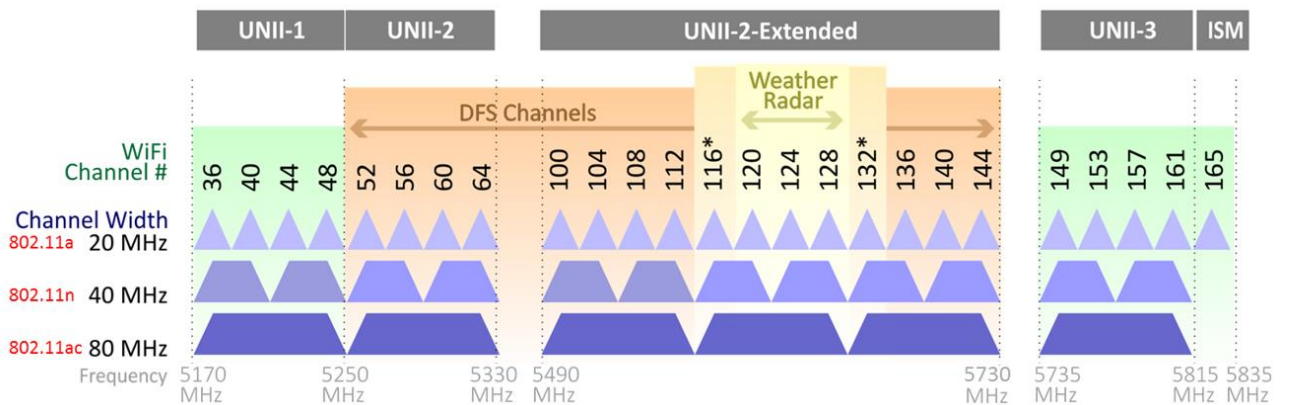 UNII-1 UNII-2 UNII-2-Extended UNII-3 ISM
Weather
Radar
DFS Channels
WiFi
Channel #
36 40 44 48 52 56 60 64 100 104 108 112 116* 120 124 128 132* 136 140 144 149 153 157 161 165
Channel Width
802.11a 20 MHz
802.11n 40 MHz
802.11ac 80 MHz
Frequency 5170 5250 5330 5490 5730 5735 5815 5835
MHz MHz MHz MHz MHz MHz MHz MHz